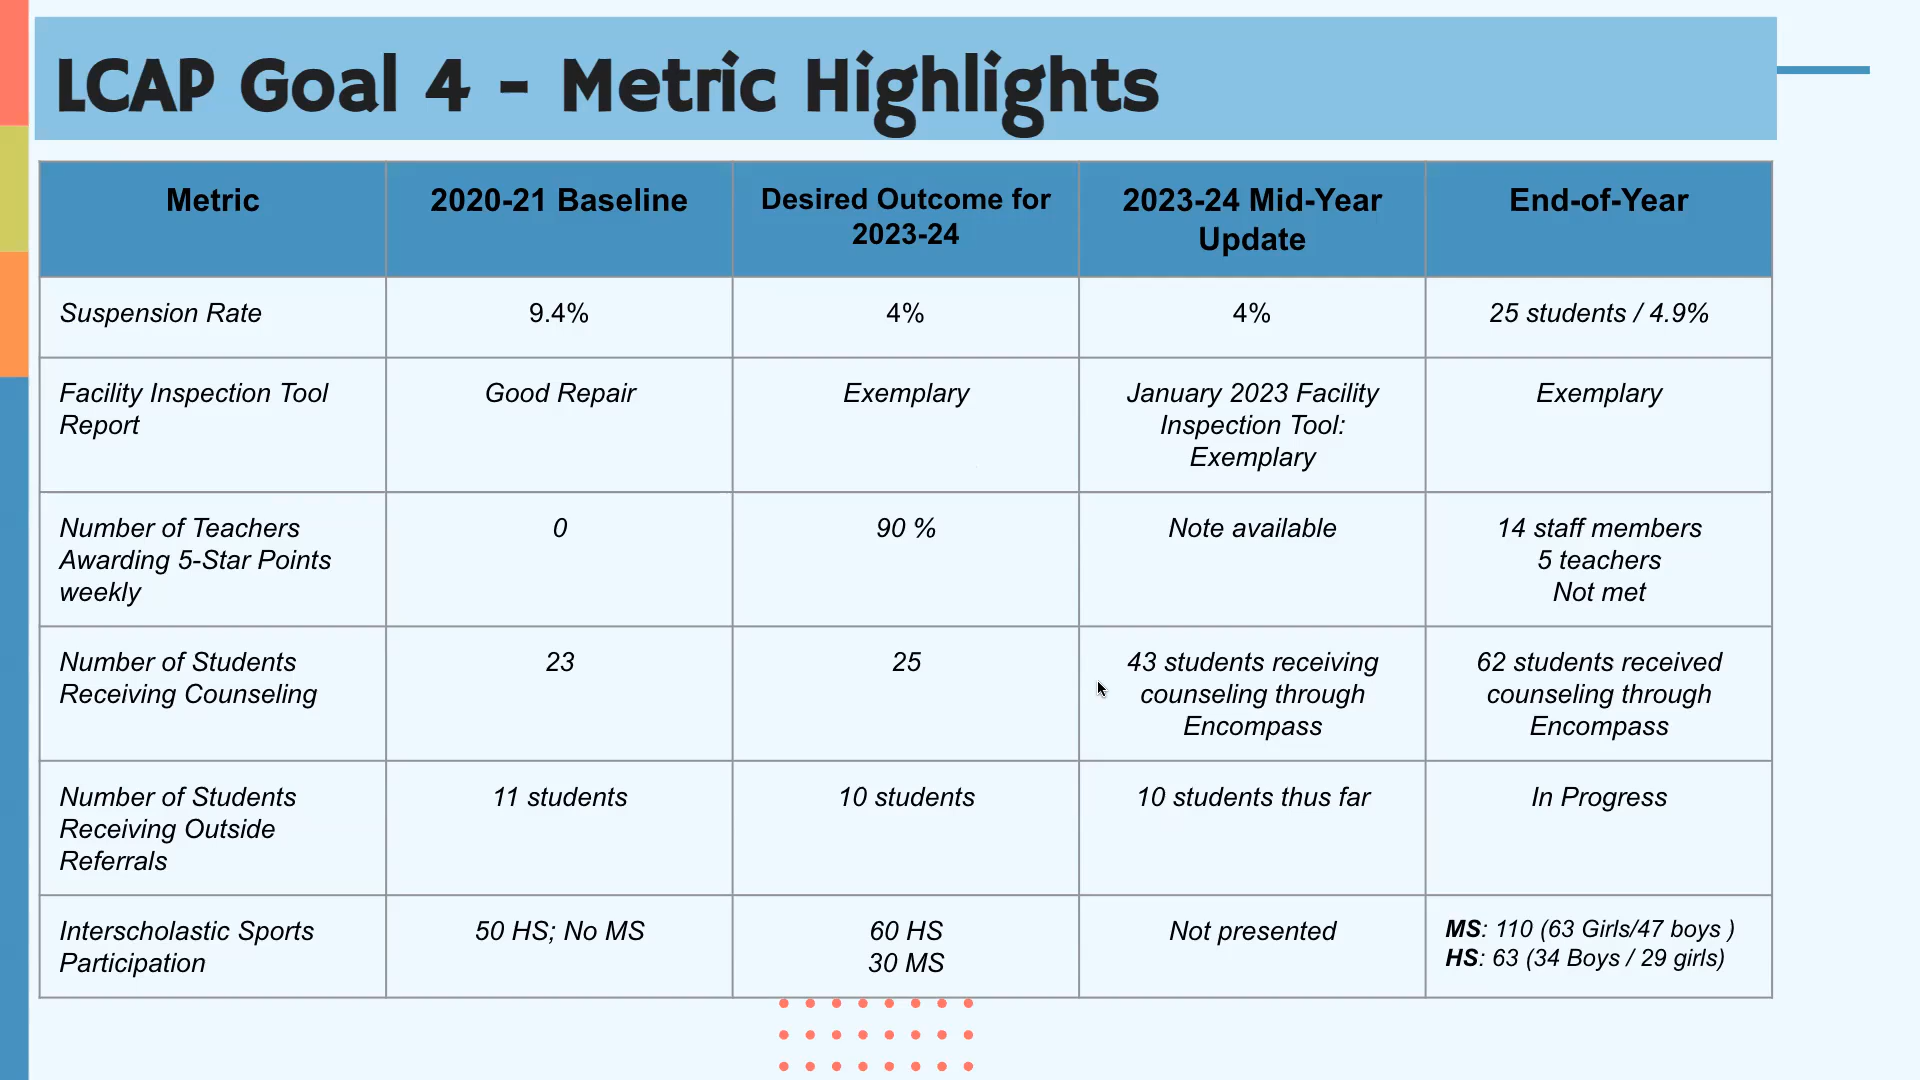 LCAP Goal 4 - Metric Highlights
Metric
2020-21 Baseline
Desired Outcome for
2023-24
2023-24 Mid-Year
Update
End-of-Year
Suspension Rate
9.4%
4%
4%
25 students / 4.9%
Facility Inspection Tool
Report
Good Repair
Exemplary
January 2023 Facility
Inspection Tool:
Exemplary
Exemplary
Number of Teachers
Awarding 5-Star Points
weekly
0
90 %
Note available
14 staff members
5 teachers
Not met
Number of Students
Receiving Counseling
23
25
43 students receiving
counseling through
Encompass
62 students received
counseling through
Encompass
Number of Students
Receiving Outside
Referrals
11 students
10 students
10 students thus far
In Progress
Interscholastic Sports
Participation
50 HS; No MS
60 HS
30 MS
Not presented
MS: 110 (63 Girls/47 boys )
HS: 63 (34 Boys / 29 girls)